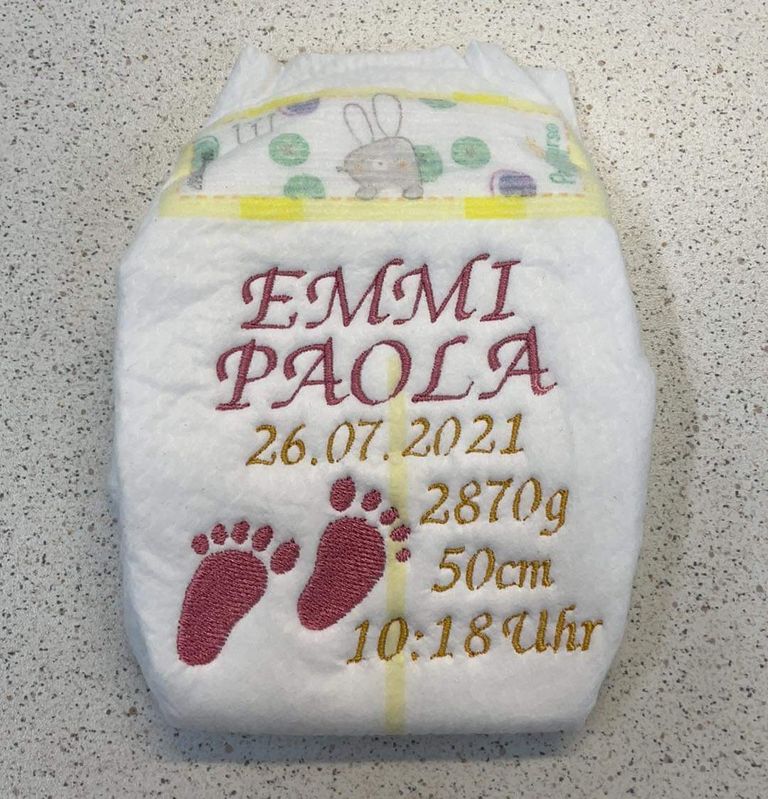 EMMI
PAOLA
26.07.2021
2870g
50cm
10:18 Uhr